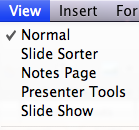 View Insert For
Normal
Slide Sorter
Notes Page
Presenter Tools
Slide Show